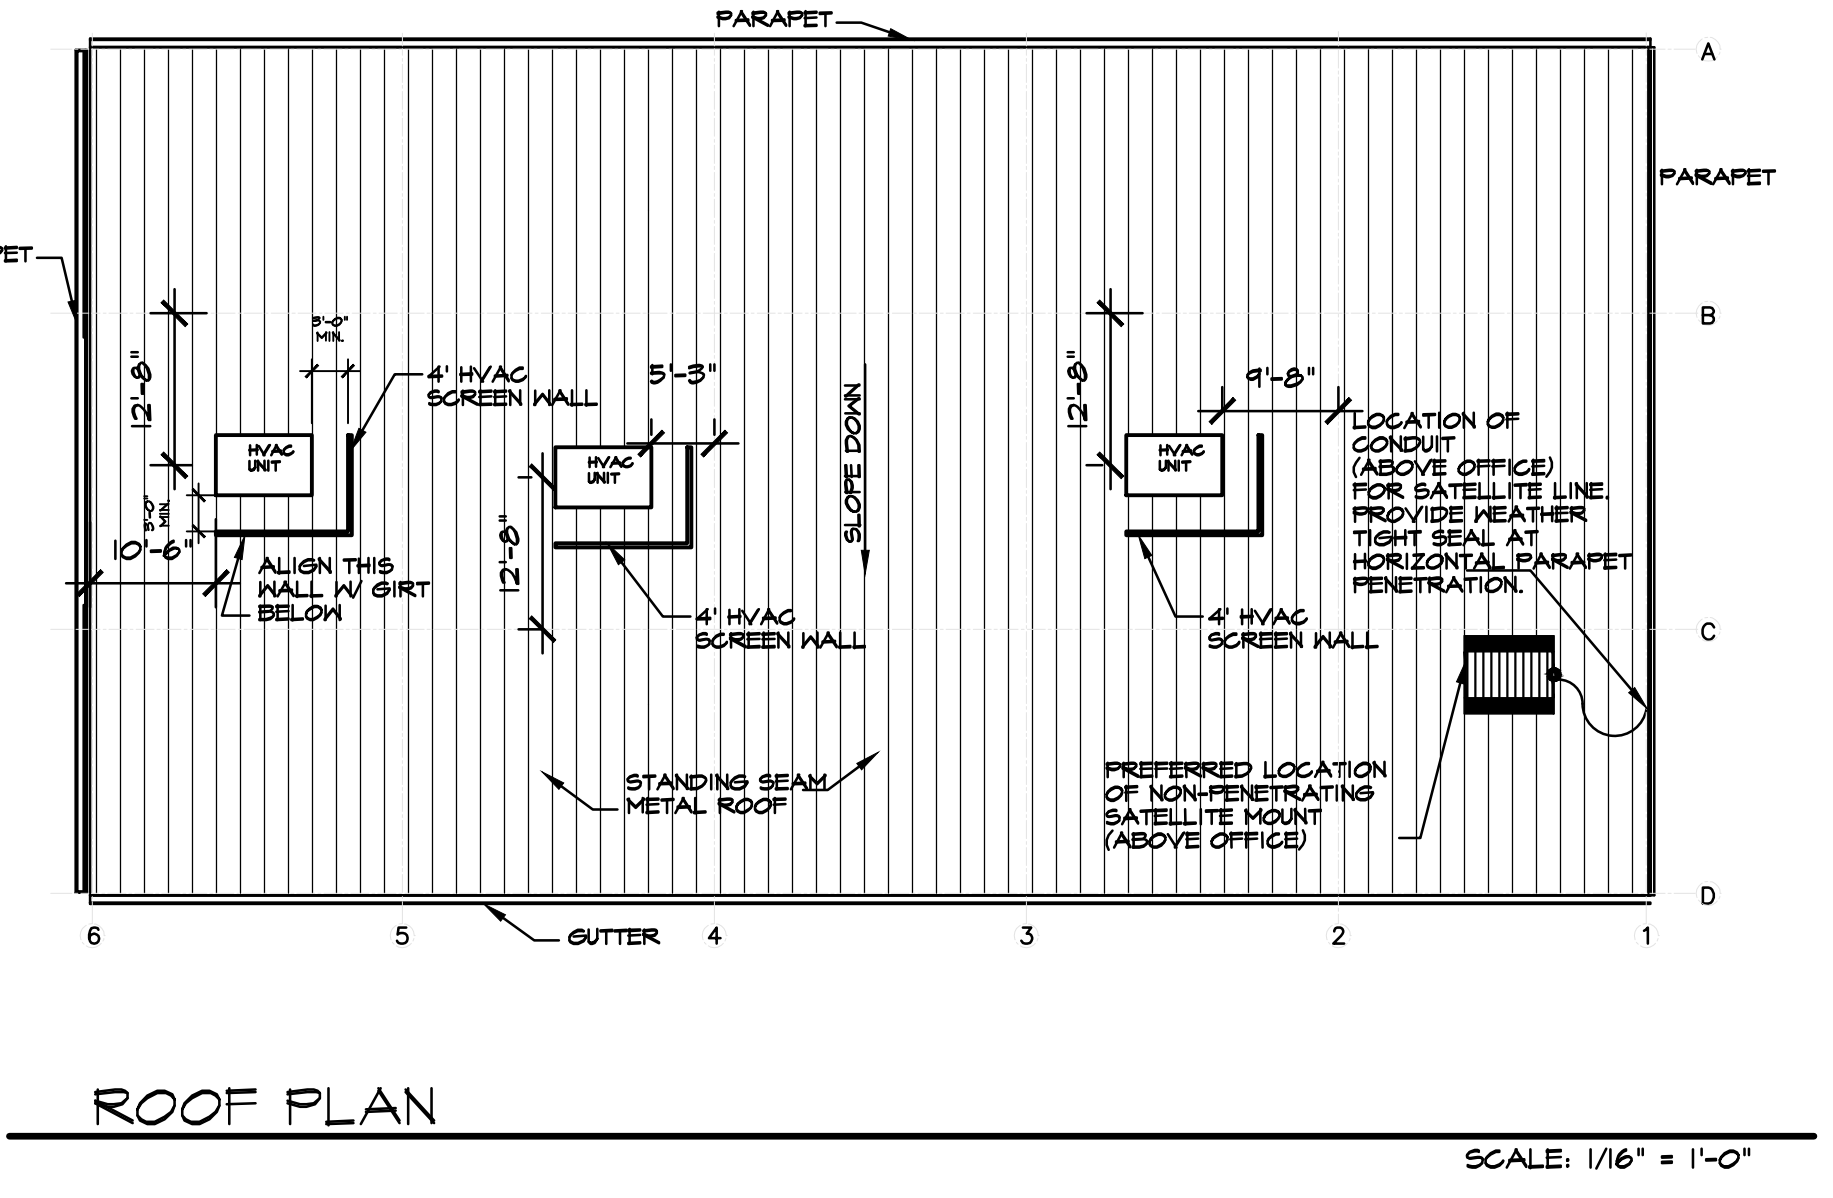 PARAPET
A
PARAPET
PET
B
3'-0"
MIN.
12'-8"
4' HVAC
SCREEN WALL
5'-3"
SLOPE DOWN
12'-8"
9'-8"
LOCATION OF
CONDUIT
(ABOVE OFFICE)
FOR SATELLITE LINE.
PROVIDE WEATHER
TIGHT SEAL AT
HORIZONTAL PARAPET
PENETRATION.
HVAC
UNIT
HVAC
UNIT
HVAC
UNIT
3'-0"
MIN.
10'-6"
12'-8"
ALIGN THIS
WALL W/ GIRT
BELOW
4' HVAC
SCREEN WALL
4' HVAC
SCREEN WALL
C
STANDING SEAM
METAL ROOF
PREFERRED LOCATION
OF NON-PENETRATING
SATELLITE MOUNT
(ABOVE OFFICE)
D
6
5
GUTTER
4
3
2
1
ROOF PLAN
SCALE: 1/16" = 1'-0"